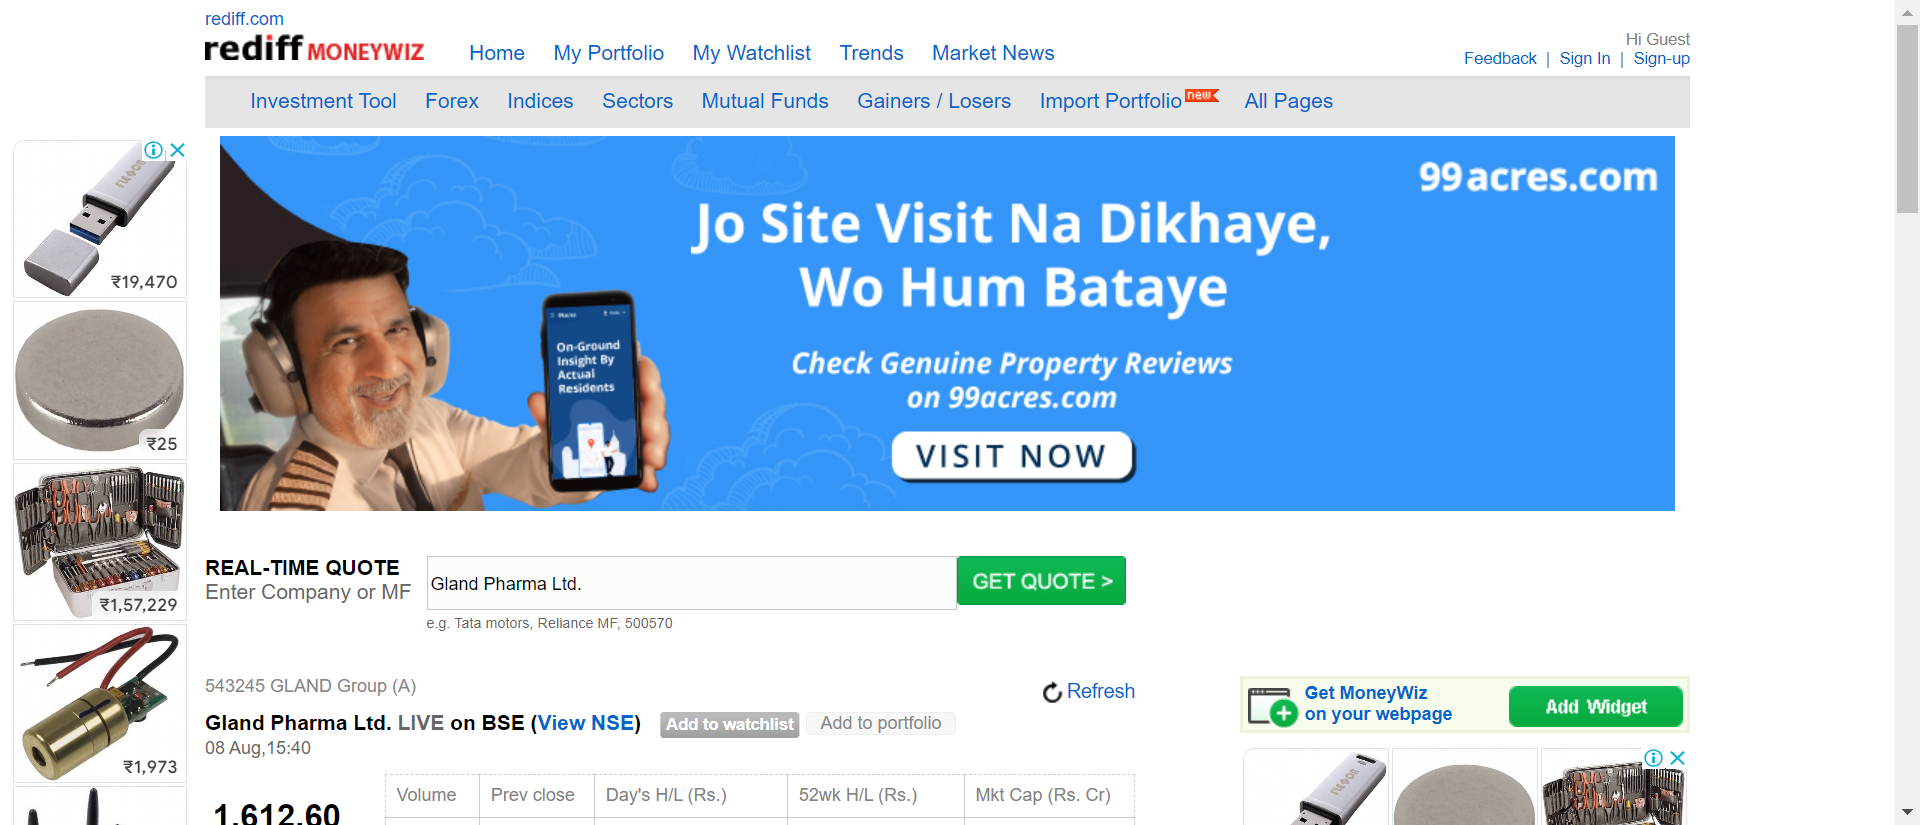 rediff.com
rediff MONEYWIZ
Home My Portfolio My Watchlist Trends Market News
Hi Guest
Feedback | Sign In | Sign-up
Investment Tool Forex Indices Sectors Mutual Funds Gainers / Losers Import Portfolio new All Pages
₹19,470
₹25
₹1,57,229
₹1,973
99acres.com
Jo Site Visit Na Dikhaye,
Wo Hum Bataye
Check Genuine Property Reviews
on 99acres.com
VISIT NOW
On-Ground
Insight By
Actual
Residents
REAL-TIME QUOTE
Enter Company or MF
Gland Pharma Ltd.
GET QUOTE >
e.g. Tata motors, Reliance MF, 500570
543245 GLAND Group (A)
Refresh
Gland Pharma Ltd. LIVE on BSE (View NSE) Add to watchlist Add to portfolio
08 Aug,15:40
1,612.60
Volume Prev close Day's H/L (Rs.) 52wk H/L (Rs.) Mkt Cap (Rs. Cr)
Get MoneyWiz
on your webpage
Add Widget